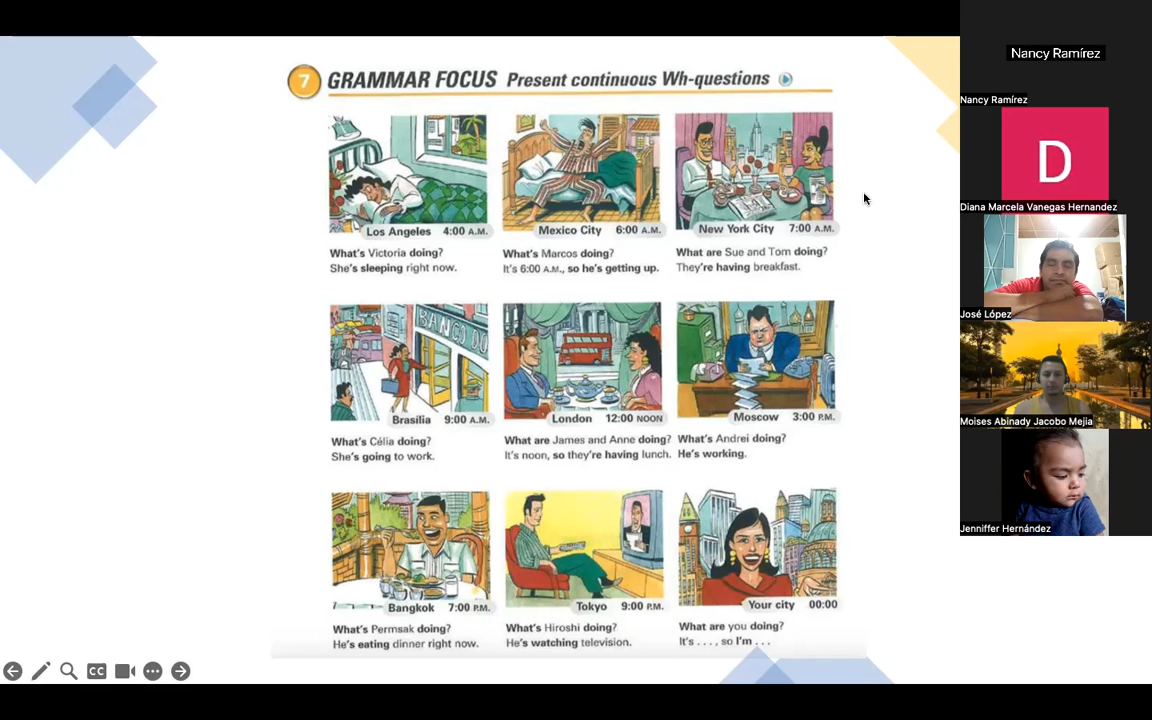 7 GRAMMAR FOCUS Present continuous Wh-questions
Los Angeles 4:00 A.M.
What's Victoria doing?
She's sleeping right now.
Mexico City 6:00 A.M.
What's Marcos doing?
It's 6:00 A.M., so he's getting up.
New York City 7:00 A.M.
What are Sue and Tom doing?
They're having breakfast.
BANCO DO
Brasília 9:00 A.M.
What's Célia doing?
She's going to work.
London 12:00 NOON
What are James and Anne doing?
It's noon, so they're having lunch.
Moscow 3:00 P.M.
What's Andrei doing?
He's working.
Bangkok 7:00 P.M.
What's Permsak doing?
He's eating dinner right now.
Tokyo 9:00 P.M.
What's Hiroshi doing?
He's watching television.
Your city 00:00
What are you doing?
It's . . . , so I'm . . .
CC
Nancy Ramírez
Nancy Ramírez
D
Diana Marcela Vanegas Hernandez
José López
Moises Abinady Jacobo Mejia
Jenniffer Hernández